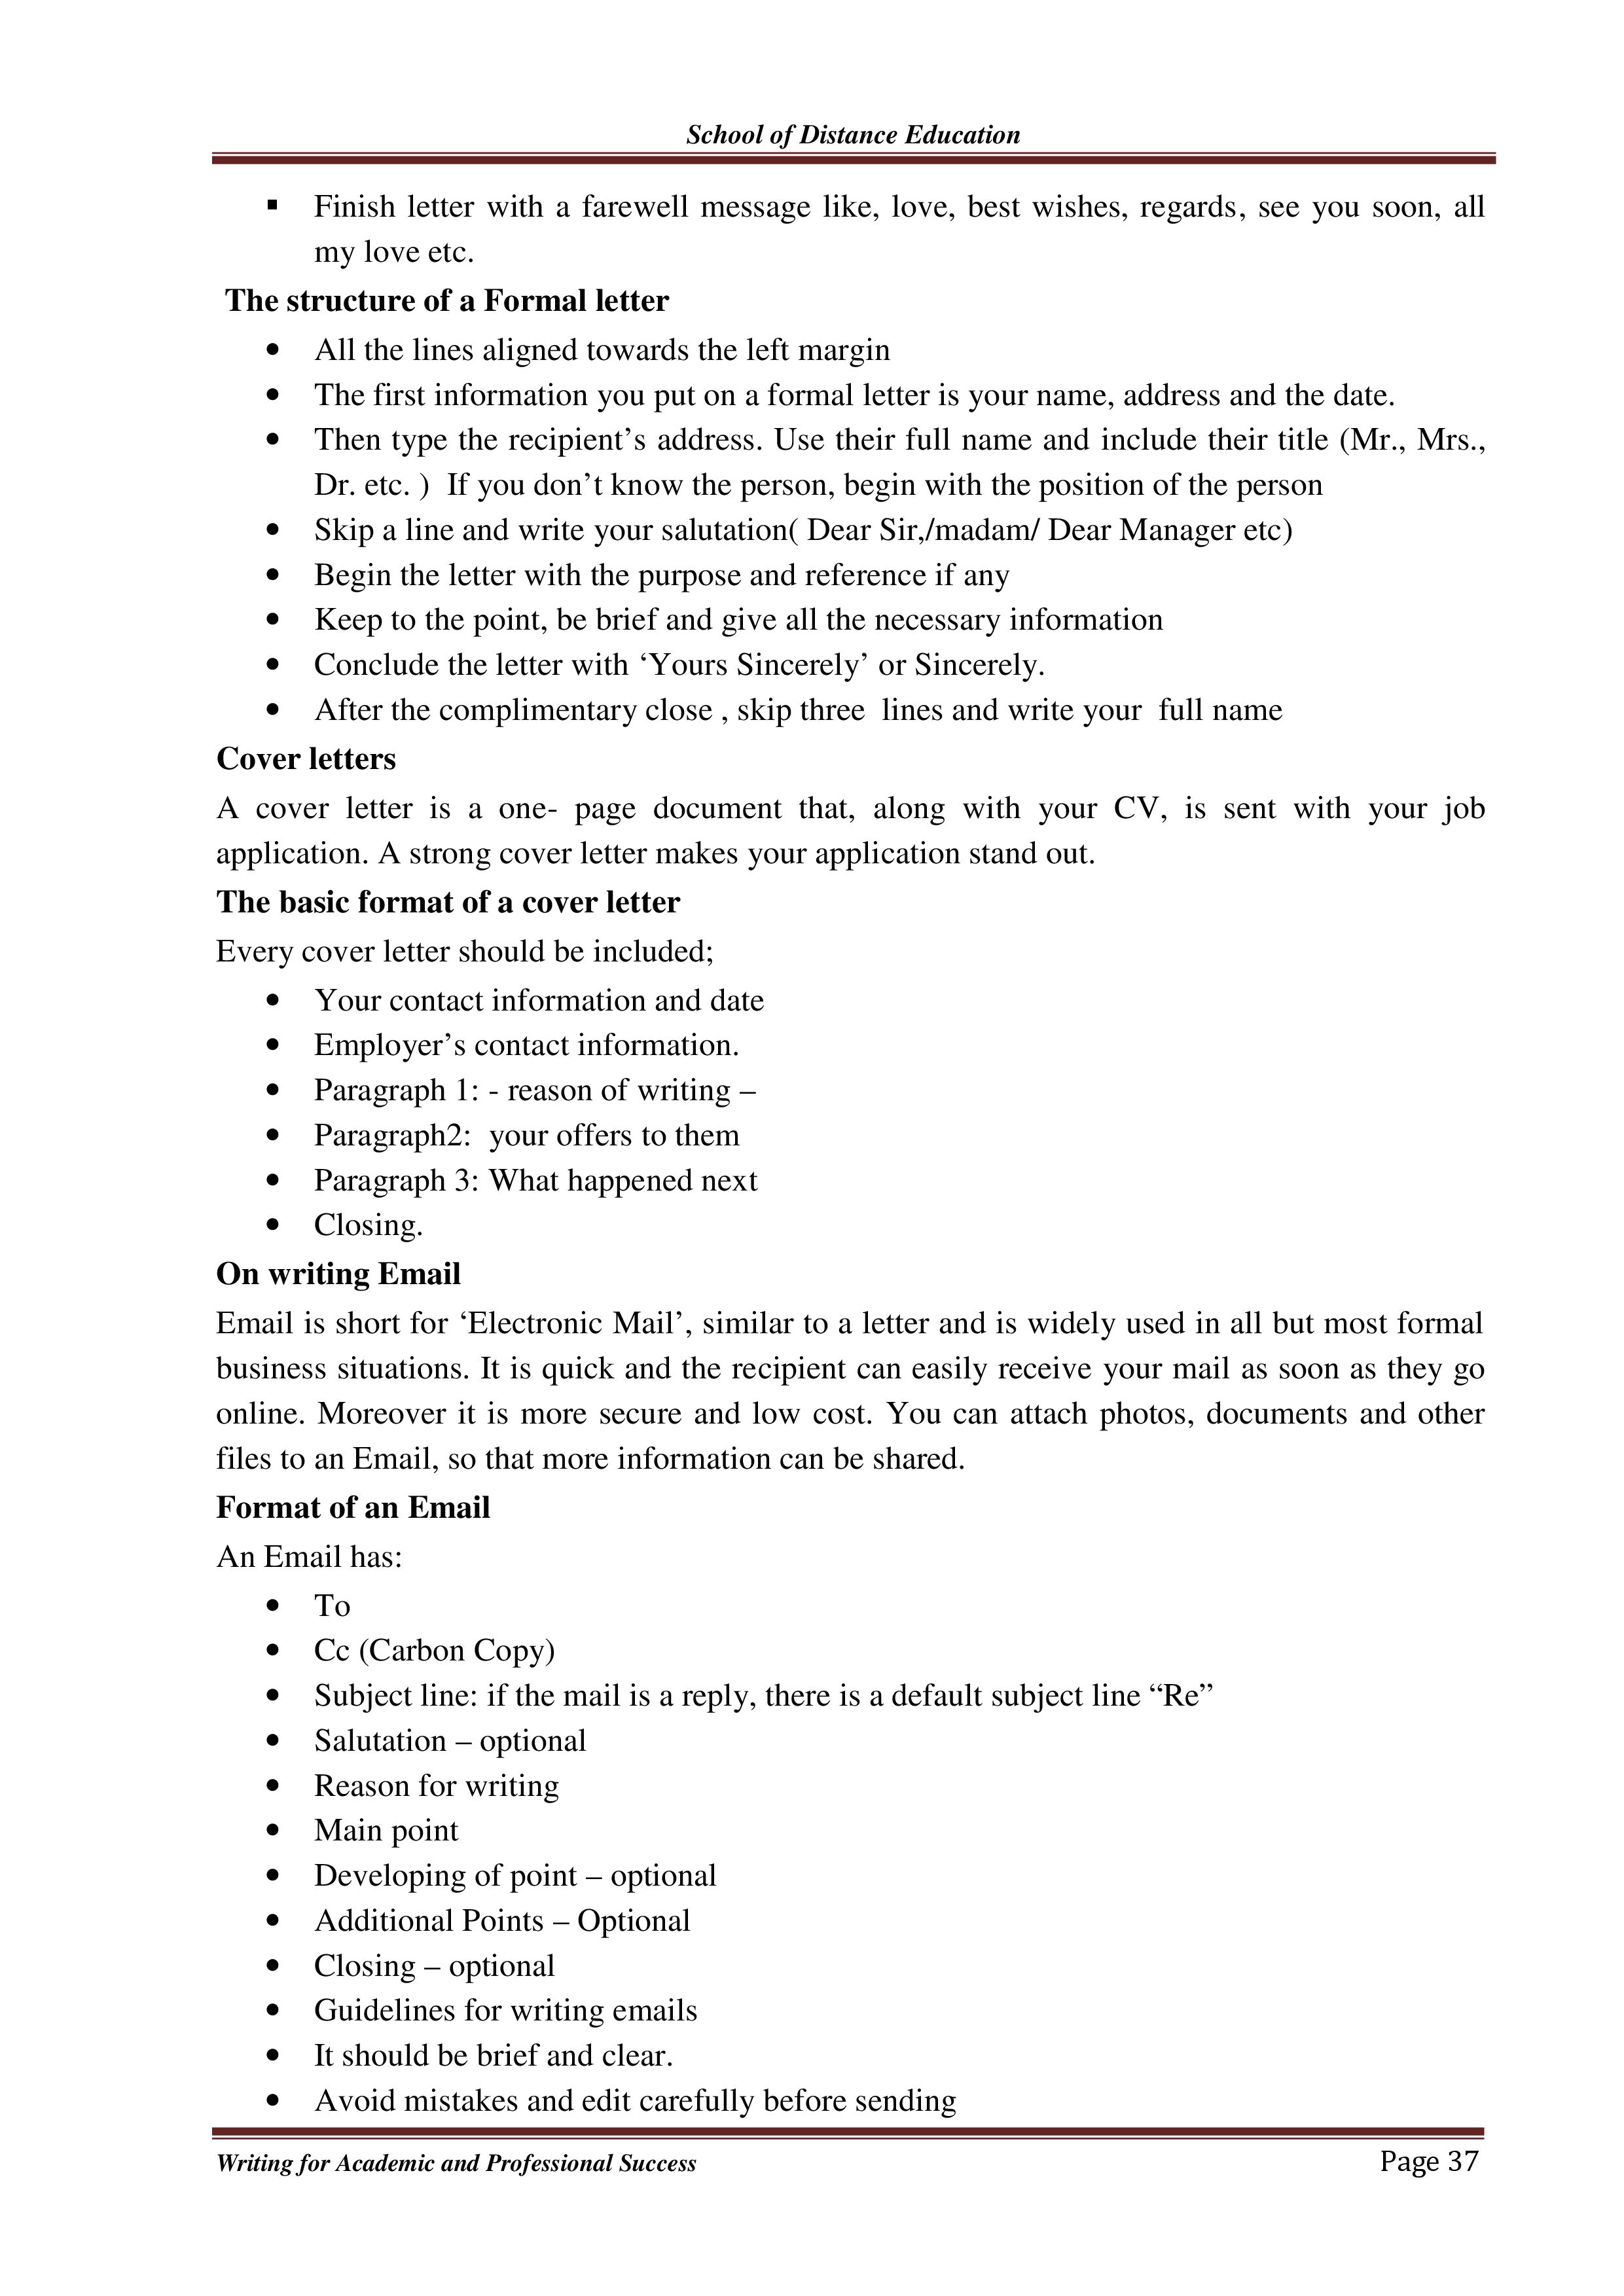 School of Distance Education
▪ Finish letter with a farewell message like, love, best wishes, regards, see you soon, all
my love etc.
The structure of a Formal letter
• All the lines aligned towards the left margin
• The first information you put on a formal letter is your name, address and the date.
• Then type the recipient’s address. Use their full name and include their title (Mr., Mrs.,
Dr. etc. ) If you don’t know the person, begin with the position of the person
• Skip a line and write your salutation( Dear Sir,/madam/ Dear Manager etc)
• Begin the letter with the purpose and reference if any
• Keep to the point, be brief and give all the necessary information
• Conclude the letter with ‘Yours Sincerely’ or Sincerely.
• After the complimentary close , skip three lines and write your full name
Cover letters
A cover letter is a one- page document that, along with your CV, is sent with your job
application. A strong cover letter makes your application stand out.
The basic format of a cover letter
Every cover letter should be included;
• Your contact information and date
• Employer’s contact information.
• Paragraph 1: - reason of writing –
• Paragraph2: your offers to them
• Paragraph 3: What happened next
• Closing.
On writing Email
Email is short for ‘Electronic Mail’, similar to a letter and is widely used in all but most formal
business situations. It is quick and the recipient can easily receive your mail as soon as they go
online. Moreover it is more secure and low cost. You can attach photos, documents and other
files to an Email, so that more information can be shared.
Format of an Email
An Email has:
• To
• Cc (Carbon Copy)
• Subject line: if the mail is a reply, there is a default subject line “Re”
• Salutation – optional
• Reason for writing
• Main point
• Developing of point – optional
• Additional Points – Optional
• Closing – optional
• Guidelines for writing emails
• It should be brief and clear.
• Avoid mistakes and edit carefully before sending
Writing for Academic and Professional Success Page 37